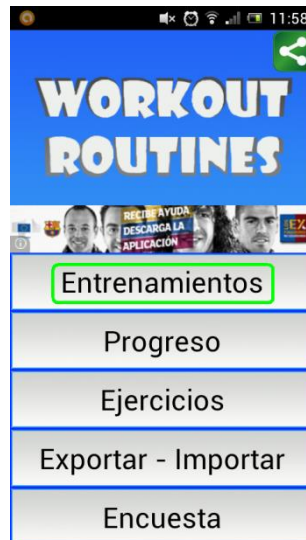 11:58
WORKOUT
ROUTINES
RECIBE AYUDA
DESCARGA LA
APLICACIÓN
Entrenamientos
Progreso
Ejercicios
Exportar - Importar
Encuesta